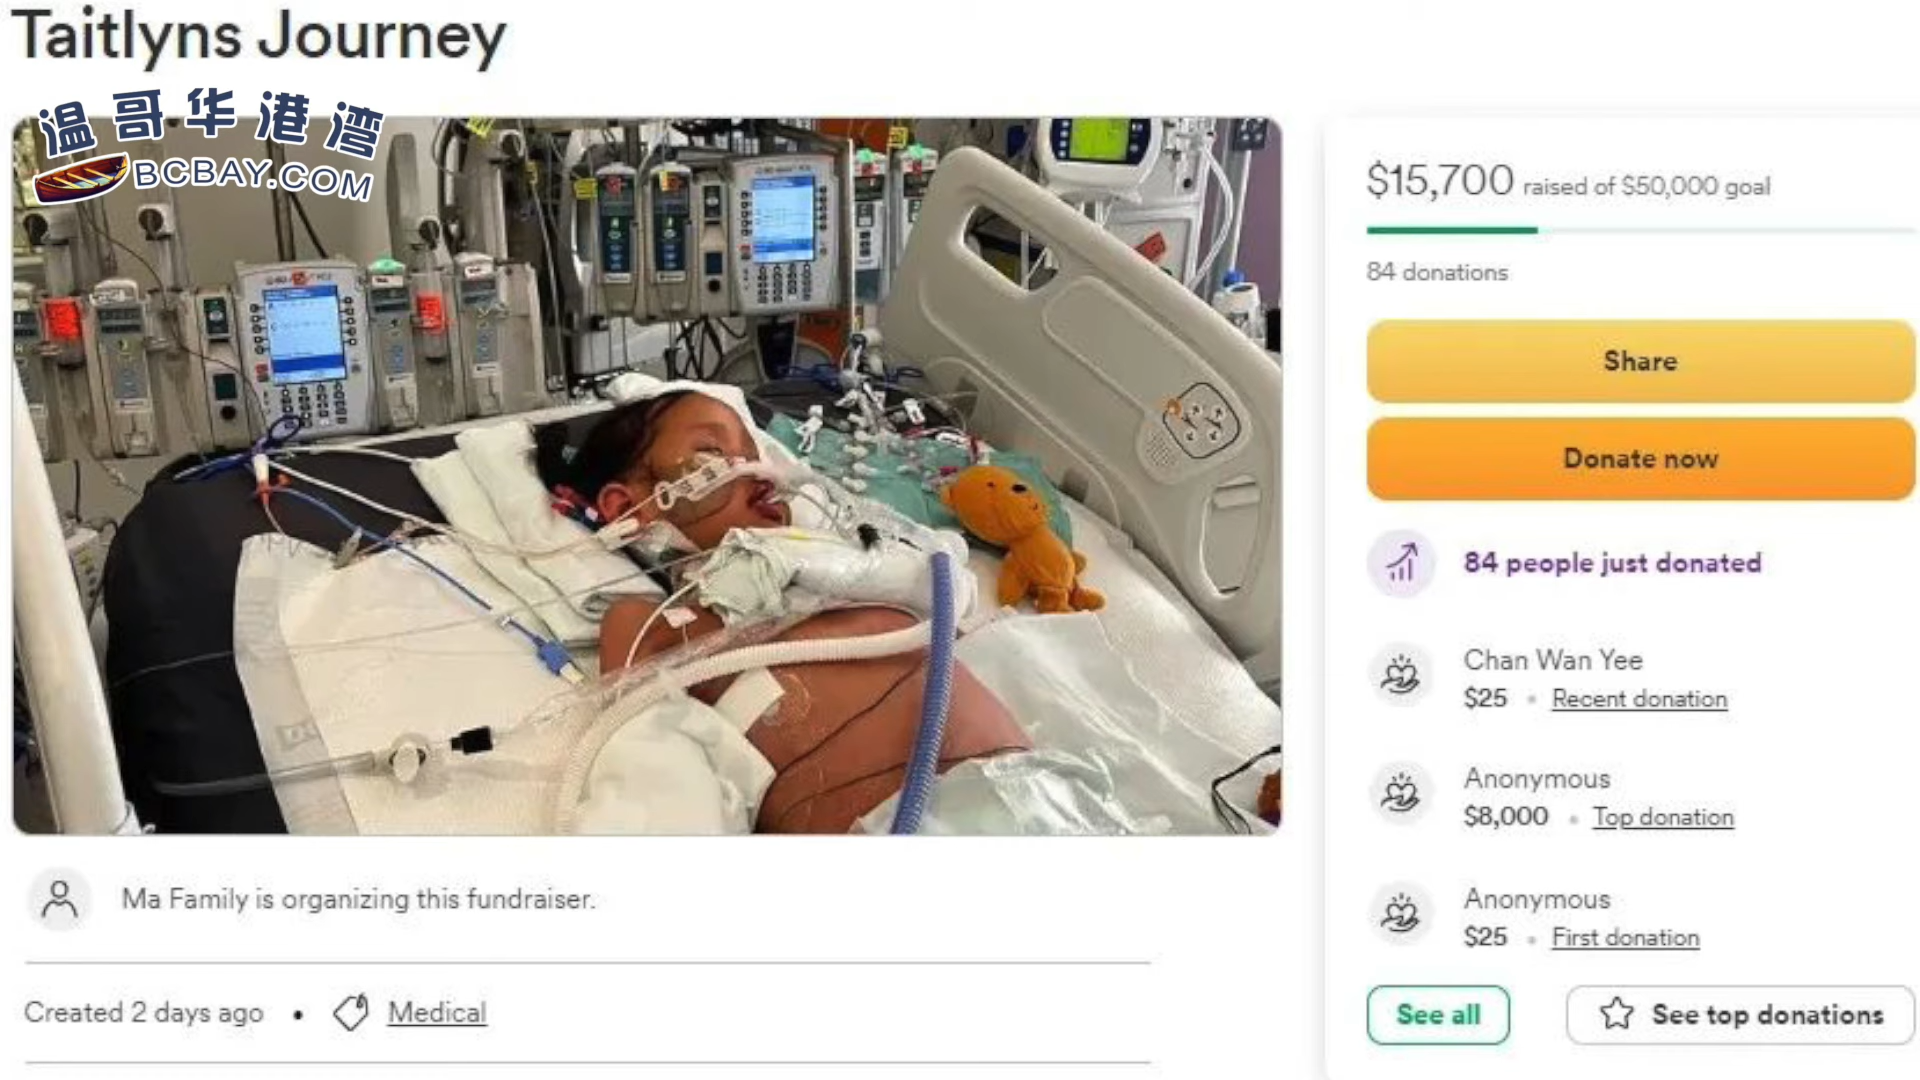 Taitlyns Journey
温哥华港湾
BCBAY.COM
$15,700 raised of $50,000 goal
84 donations
Share
Donate now
84 people just donated
Chan Wan Yee
$25 • Recent donation
Anonymous
$8,000 • Top donation
Anonymous
$25 • First donation
See all
See top donations
Ma Family is organizing this fundraiser.
Created 2 days ago • Medical